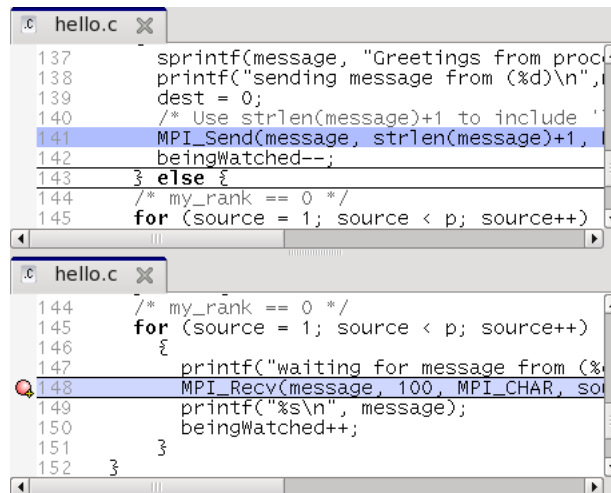 .c hello.c
137 sprintf(message, "Greetings from proc
138 printf("sending message from (%d)\n",
139 dest = 0;
140 /* Use strlen(message)+1 to include '
141 MPI_Send(message, strlen(message)+1,
142 beingWatched--;
143 } else {
144 /* my_rank == 0 */
145 for (source = 1; source < p; source++)
.c hello.c
144 /* my_rank == 0 */
145 for (source = 1; source < p; source++)
146 {
147 printf("waiting for message from (%
148 MPI_Recv(message, 100, MPI_CHAR, sou
149 printf("%s\n", message);
150 beingWatched++;
151 }
152 }